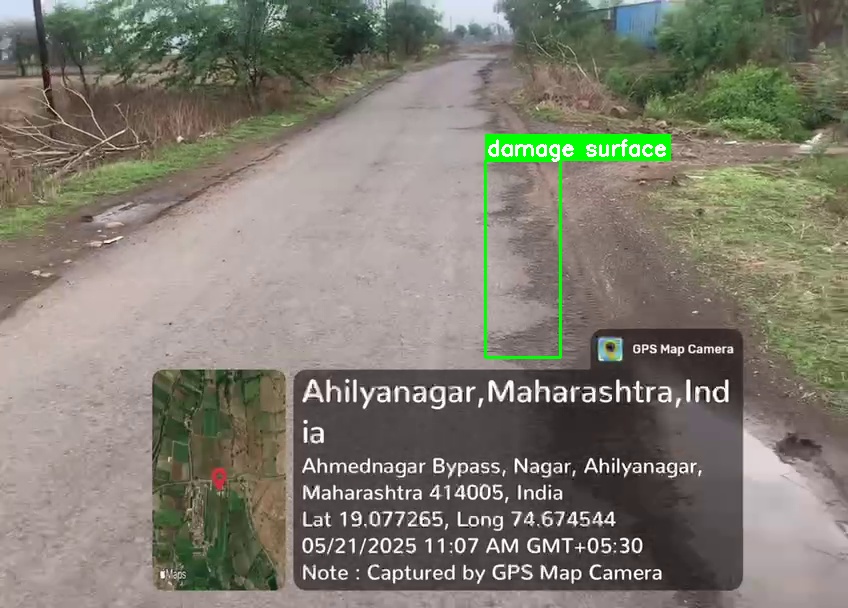 damage surface
GPS Map Camera
Ahilyanagar,Maharashtra,Ind
ia
Ahmednagar Bypass, Nagar, Ahilyanagar,
Maharashtra 414005, India
Lat 19.077265, Long 74.674544
05/21/2025 11:07 AM GMT+05:30
Note : Captured by GPS Map Camera
Maps